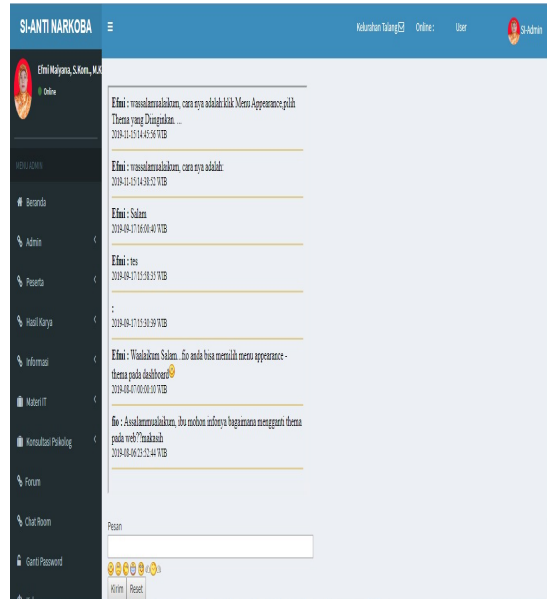 SI-ANTI NARKOBA
Kelurahan Talang Online : User SI-Admin
Efmi Maiyana, S.Kom., M.K
Online
MENU ADMIN
Beranda
Admin
Peserta
Hasil Karya
Informasi
Materi IT
Konsultasi Psikolog
Forum
Chat Room
Ganti Password
Efmi : wassalamualaikum, cara nya adalah:klik Menu Appearance,pilih
Thema yang Diinginkan. ...
2019-11-15/14:45:56 WIB
Efmi : wassalamualaikum, cara nya adalah:
2019-11-15/14:38:52 WIB
Efmi : Salam
2019-09-17/16:00:40 WIB
Efmi : tes
2019-09-17/15:58:35 WIB
:
2019-09-17/15:30:39 WIB
Efmi : Waalaikum Salam...fio anda bisa memilih menu appearance -
thema pada dashboard
2019-08-07/00:00:10 WIB
fio : Assalammualaikum, ibu mohon infonya bagaimana mengganti thema
pada web??makasih
2019-08-06/23:52:44 WIB
Pesan
Kirim Reset